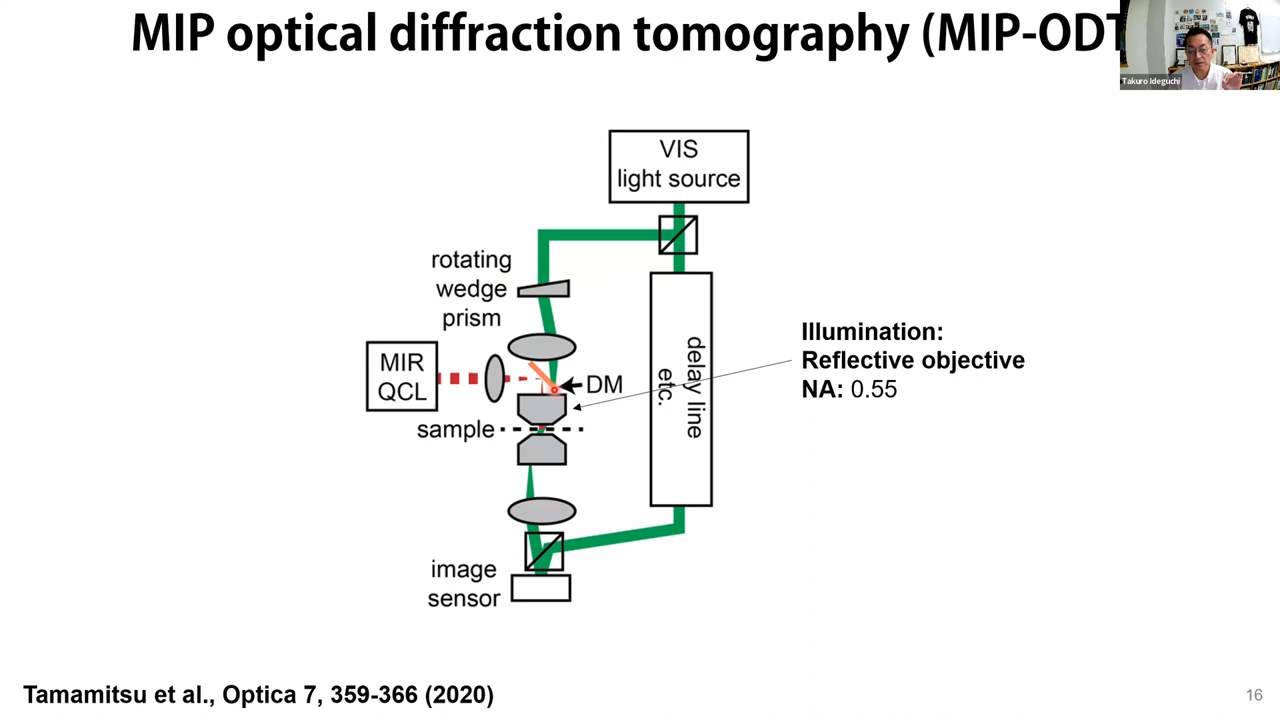 MIP optical diffraction tomography (MIP-ODT
Takuro Ideguchi
VIS
light source
rotating
wedge
prism
MIR
QCL
DM
sample
delay line
etc.
Illumination:
Reflective objective
NA: 0.55
image
sensor
Tamamitsu et al., Optica 7, 359-366 (2020)
16